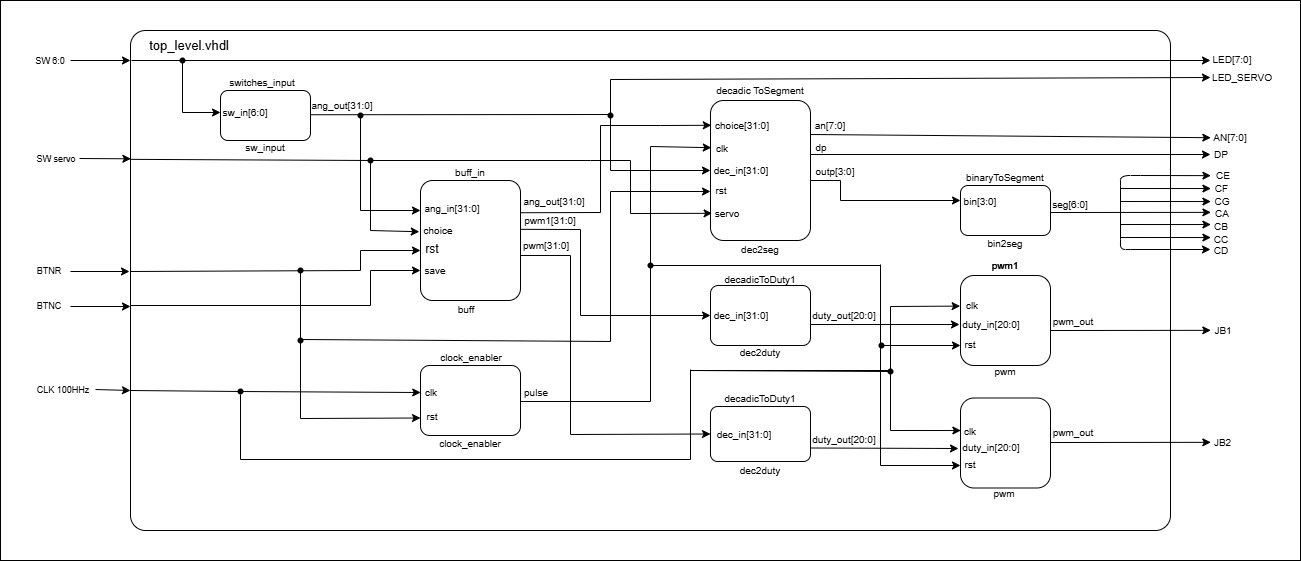 top_level.vhdl
SW 6:0
LED[7:0]
LED_SERVO
switches_input
sw_in[6:0]
ang_out[31:0]
sw_input
decadic ToSegment
choice[31:0]
clk
dec_in[31:0]
rst
servo
an[7:0]
dp
outp[3:0]
dec2seg
AN[7:0]
DP
SW servo
buff_in
ang_in[31:0]
choice
rst
save
ang_out[31:0]
pwm1[31:0]
pwm[31:0]
buff
binaryToSegment
bin[3:0]
seg[6:0]
bin2seg
CE
CF
CG
CA
CB
CC
CD
BTNR
BTNC
decadicToDuty1
dec_in[31:0]
duty_out[20:0]
dec2duty
pwm1
clk
duty_in[20:0]
rst
pwm_out
pwm
JB1
CLK 100HHz
clock_enabler
clk
rst
pulse
clock_enabler
decadicToDuty1
dec_in[31:0]
duty_out[20:0]
dec2duty
clk
duty_in[20:0]
rst
pwm_out
pwm
JB2